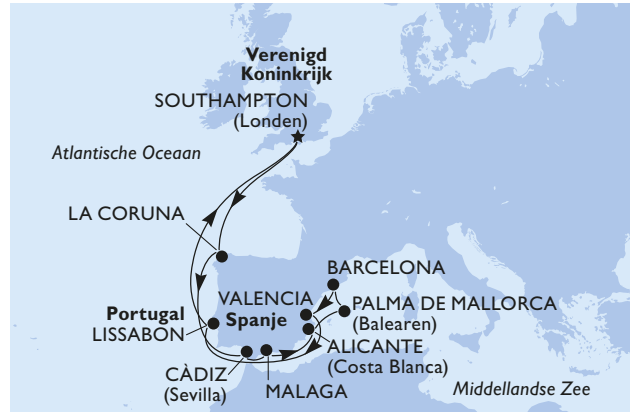 Verenigd
Koninkrijk
SOUTHAMPTON
(Londen)
Atlantische Oceaan
LA CORUNA
BARCELONA
VALENCIA
PALMA DE MALLORCA
(Balearen)
Portugal
LISSABON
Spanje
ALICANTE
(Costa Blanca)
CÀDIZ
(Sevilla)
MALAGA
Middellandse Zee